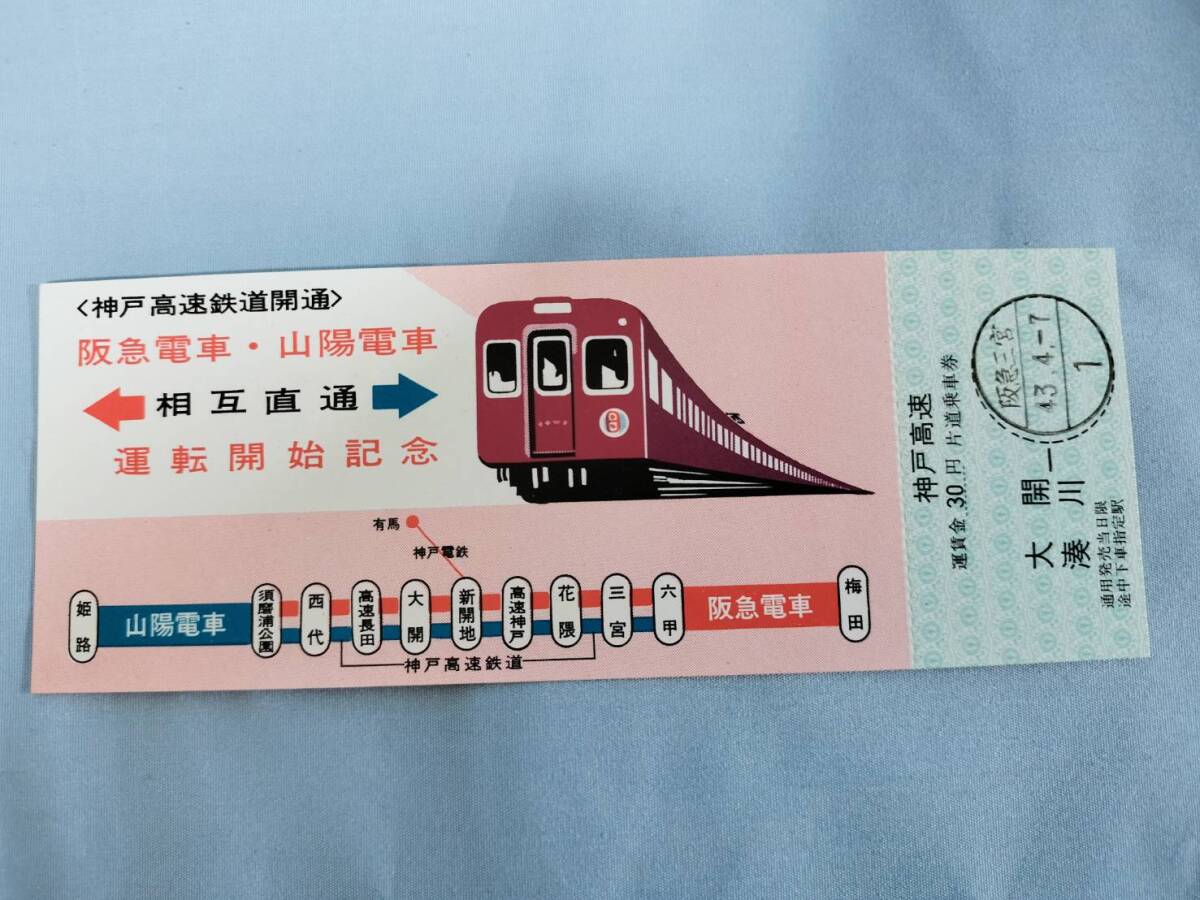 <神戸高速鉄道開通>
阪急電車・山陽電車
相互直通
運転開始記念
有馬
神戸電鉄
姫路
山陽電車
須磨浦公園
西代
高速長田
大開
新開地
高速神戸
花隈
三宮
六甲
阪急電車
梅田
神戸高速鉄道
神戸高速
運賃金30円片道乗車券
大開ー湊川
通用発売当日限
途中下車指定駅
阪急三宮
43.4.-7
1